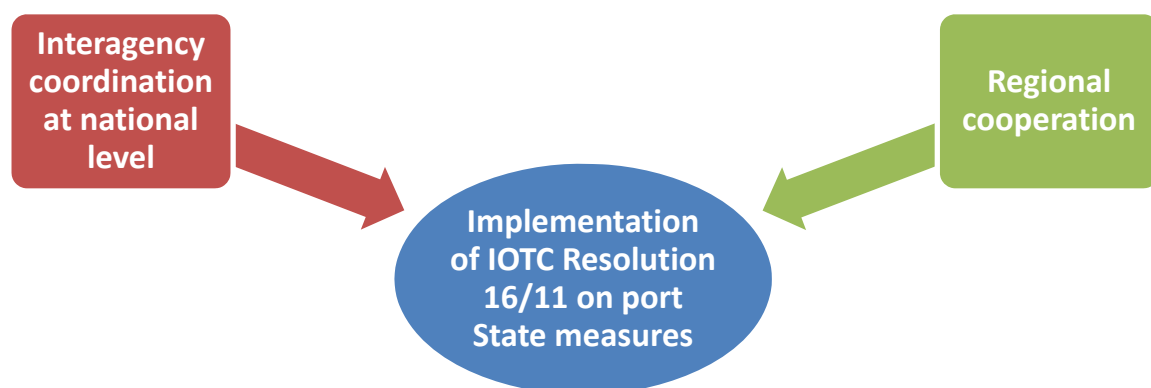 Interagency
coordination
at national
level
Regional
cooperation
Implementation
of IOTC Resolution
16/11 on port
State measures